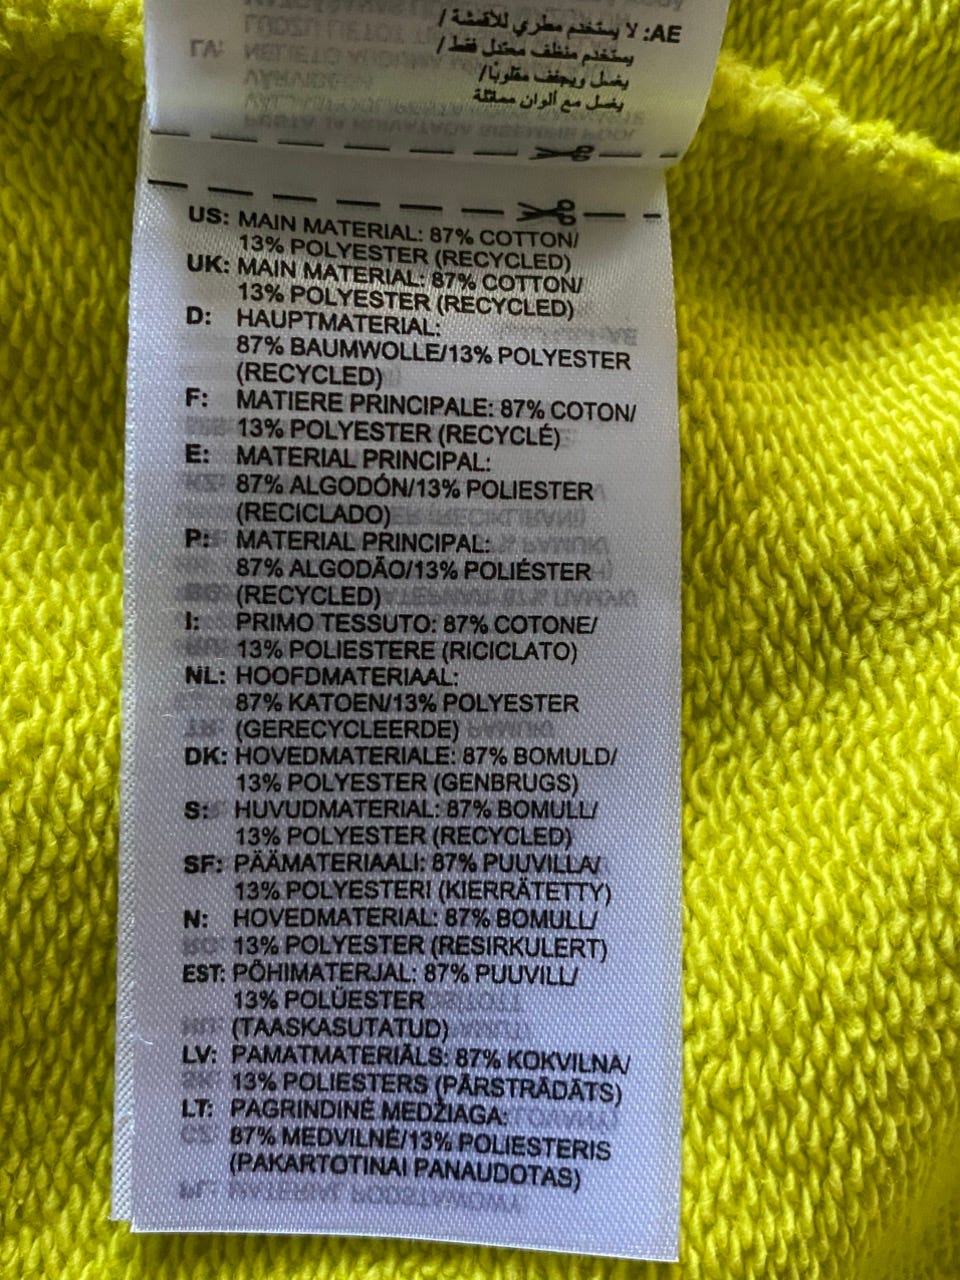 AE: لا يستخدم مطري للأقمشة /
يستخدم منظف معتدل فقط /
يغسل ويجفف مقلوبًا /
يغسل مع ألوان مماثلة
US: MAIN MATERIAL: 87% COTTON/
13% POLYESTER (RECYCLED)
UK: MAIN MATERIAL: 87% COTTON/
13% POLYESTER (RECYCLED)
D: HAUPTMATERIAL:
87% BAUMWOLLE/13% POLYESTER
(RECYCLED)
F: MATIERE PRINCIPALE: 87% COTON/
13% POLYESTER (RECYCLÉ)
E: MATERIAL PRINCIPAL:
87% ALGODÓN/13% POLIESTER
(RECICLADO)
P: MATERIAL PRINCIPAL:
87% ALGODÃO/13% POLIÉSTER
(RECYCLED)
I: PRIMO TESSUTO: 87% COTONE/
13% POLIESTERE (RICICLATO)
NL: HOOFDMATERIAAL:
87% KATOEN/13% POLYESTER
(GERECYCLEERDE)
DK: HOVEDMATERIALE: 87% BOMULD/
13% POLYESTER (GENBRUGS)
S: HUVUDMATERIAL: 87% BOMULL/
13% POLYESTER (RECYCLED)
SF: PÄÄMATERIAALI: 87% PUUVILLA/
13% POLYESTERI (KIERRÄTETTY)
N: HOVEDMATERIAL: 87% BOMULL/
13% POLYESTER (RESIRKULERT)
EST: PÕHIMATERJAL: 87% PUUVILL/
13% POLÜESTER
(TAASKASUTATUD)
LV: PAMATMATERIĀLS: 87% KOKVILNA/
13% POLIESTERS (PĀRSTRĀDĀTS)
LT: PAGRINDINĖ MEDŽIAGA:
87% MEDVILNĖ/13% POLIESTERIS
(PAKARTOTINAI PANAUDOTAS)